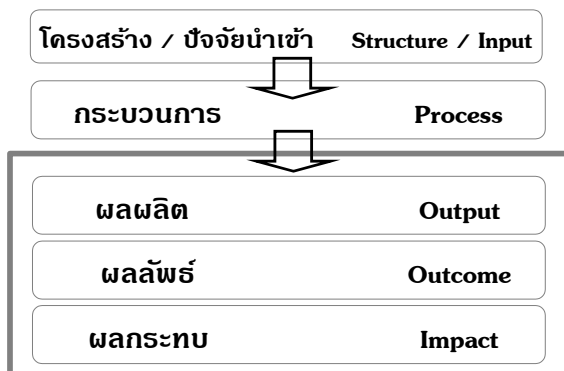 โครงสร้าง / ปัจจัยนำเข้า Structure / Input
กระบวนการ Process
ผลผลิต Output
ผลลัพธ์ Outcome
ผลกระทบ Impact